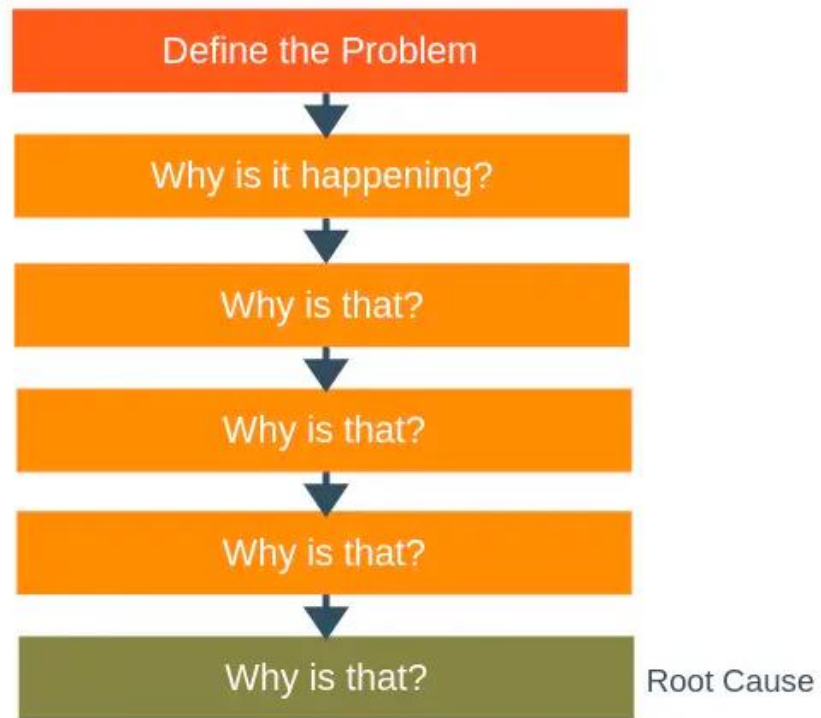 Define the Problem
Why is it happening?
Why is that?
Why is that?
Why is that?
Why is that?
Root Cause